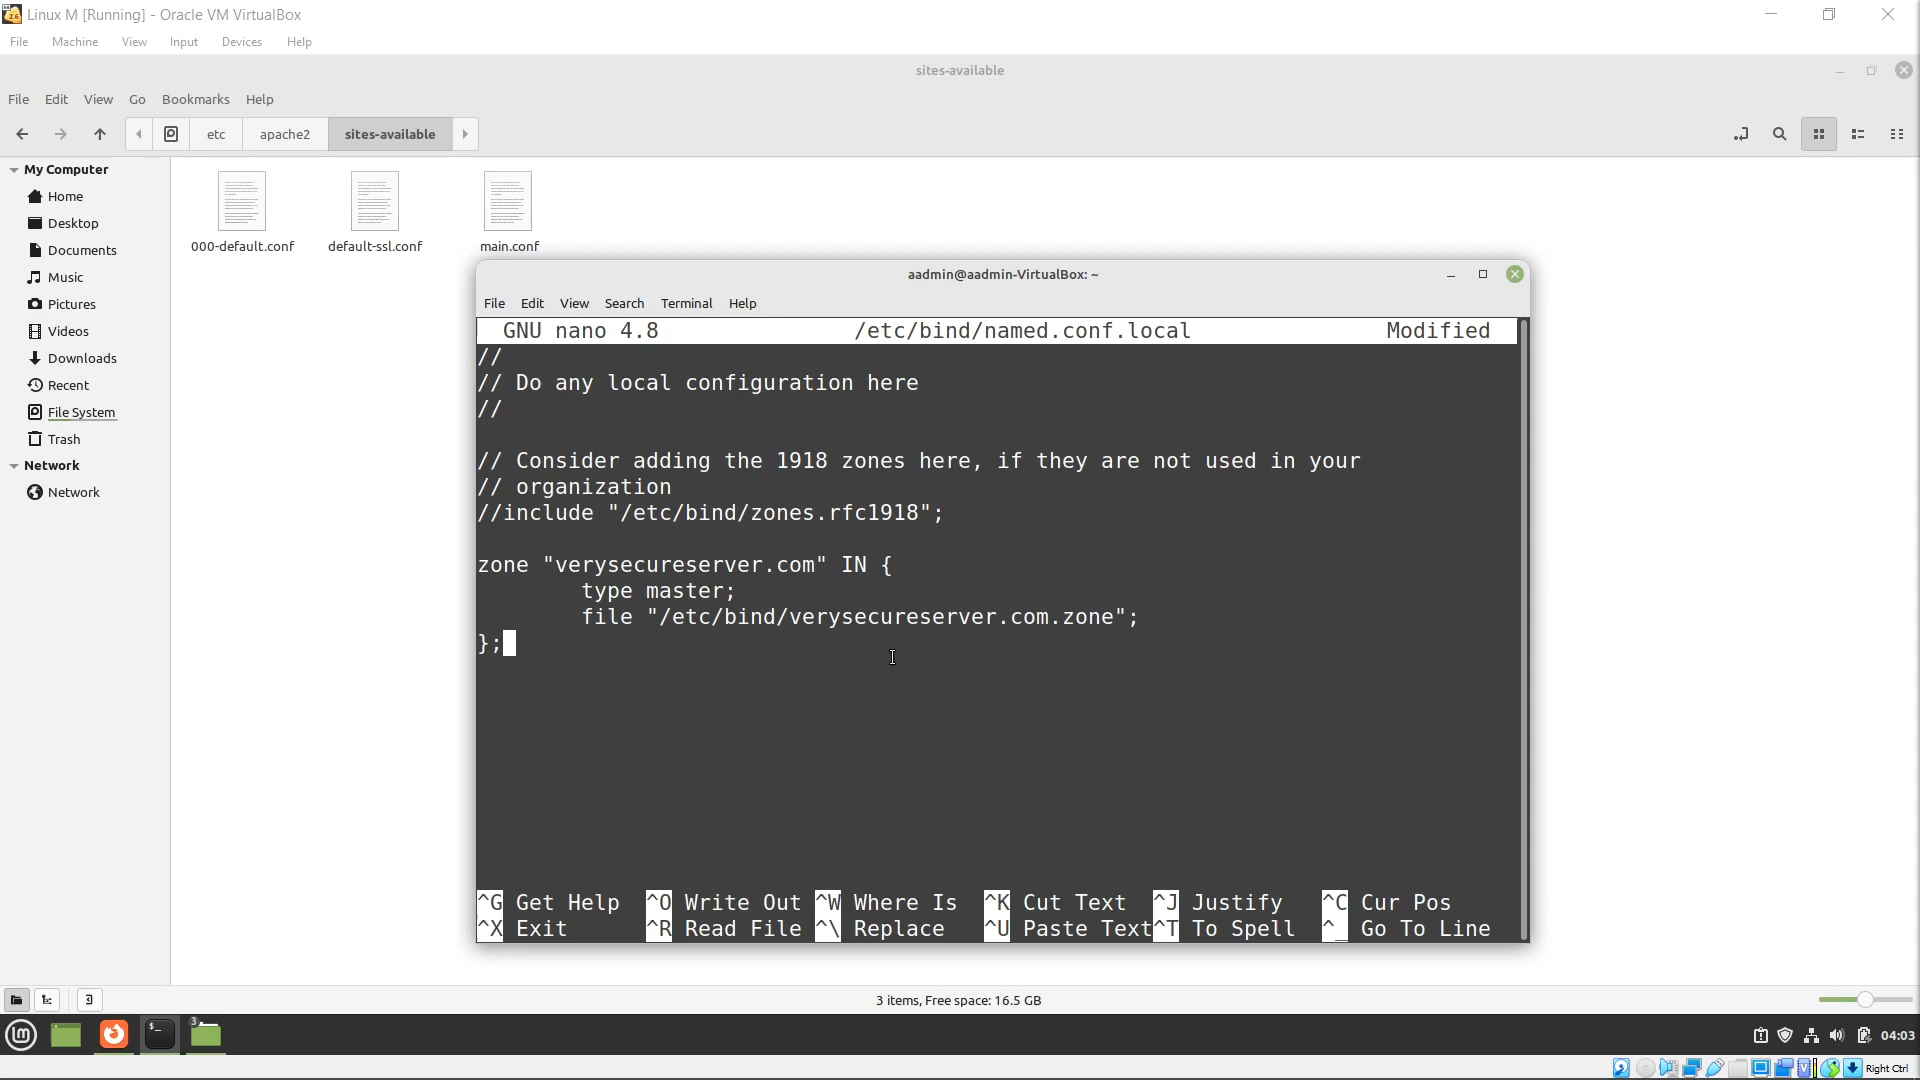 Linux M [Running] - Oracle VM VirtualBox
File Machine View Input Devices Help
sites-available
File Edit View Go Bookmarks Help
etc apache2 sites-available
My Computer
Home
Desktop
Documents
Music
Pictures
Videos
Downloads
Recent
File System
Trash
Network
Network
000-default.conf default-ssl.conf main.conf
aadmin@aadmin-VirtualBox: ~
File Edit View Search Terminal Help
GNU nano 4.8 /etc/bind/named.conf.local Modified
//
// Do any local configuration here
//
// Consider adding the 1918 zones here, if they are not used in your
// organization
//include "/etc/bind/zones.rfc1918";
zone "verysecureserver.com" IN {
type master;
file "/etc/bind/verysecureserver.com.zone";
};
^G Get Help ^O Write Out ^W Where Is ^K Cut Text ^J Justify ^C Cur Pos
^X Exit ^R Read File ^\ Replace ^U Paste Text ^T To Spell ^_ Go To Line
3 items, Free space: 16.5 GB
3
04:03
Right Ctrl